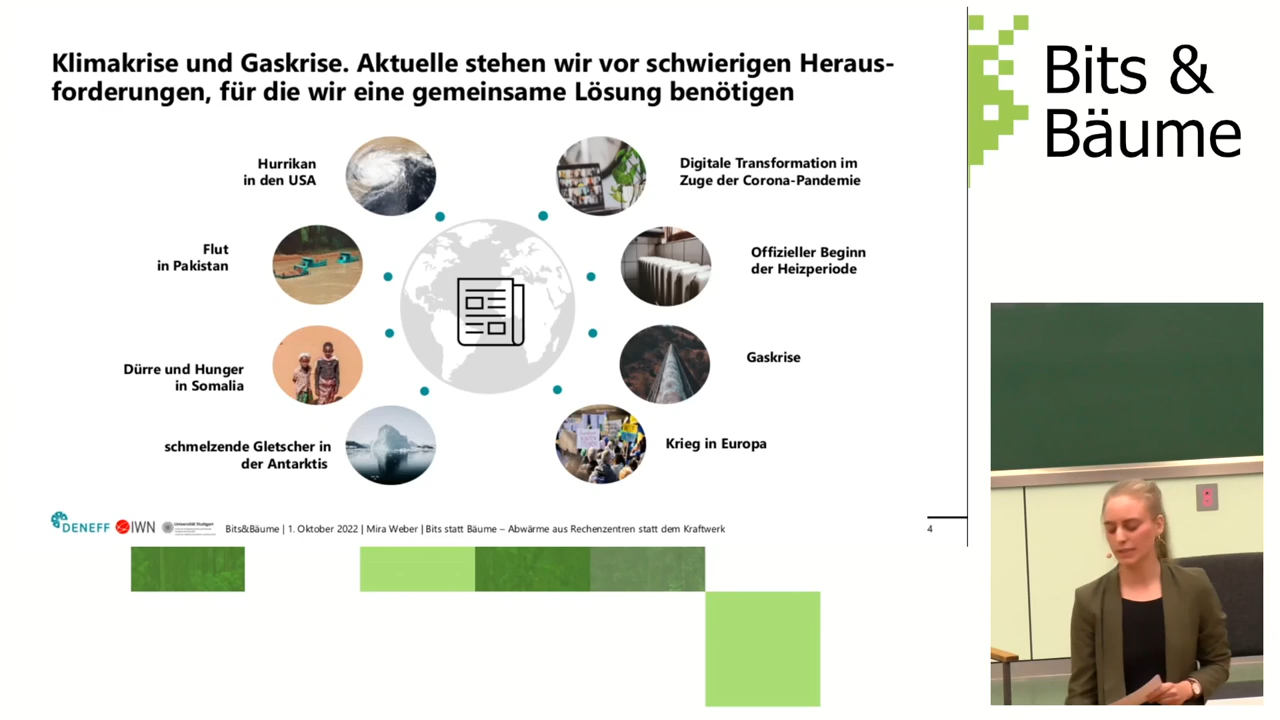 Klimakrise und Gaskrise. Aktuelle stehen wir vor schwierigen Heraus-
forderungen, für die wir eine gemeinsame Lösung benötigen
Hurrikan
in den USA
Flut
in Pakistan
Dürre und Hunger
in Somalia
schmelzende Gletscher in
der Antarktis
Digitale Transformation im
Zuge der Corona-Pandemie
Offizieller Beginn
der Heizperiode
Gaskrise
Krieg in Europa
DENEFF
IWN
Universität Stuttgart
Bits&Bäume | 1. Oktober 2022 | Mira Weber | Bits statt Bäume – Abwärme aus Rechenzentren statt dem Kraftwerk
4
Bits &
Bäume